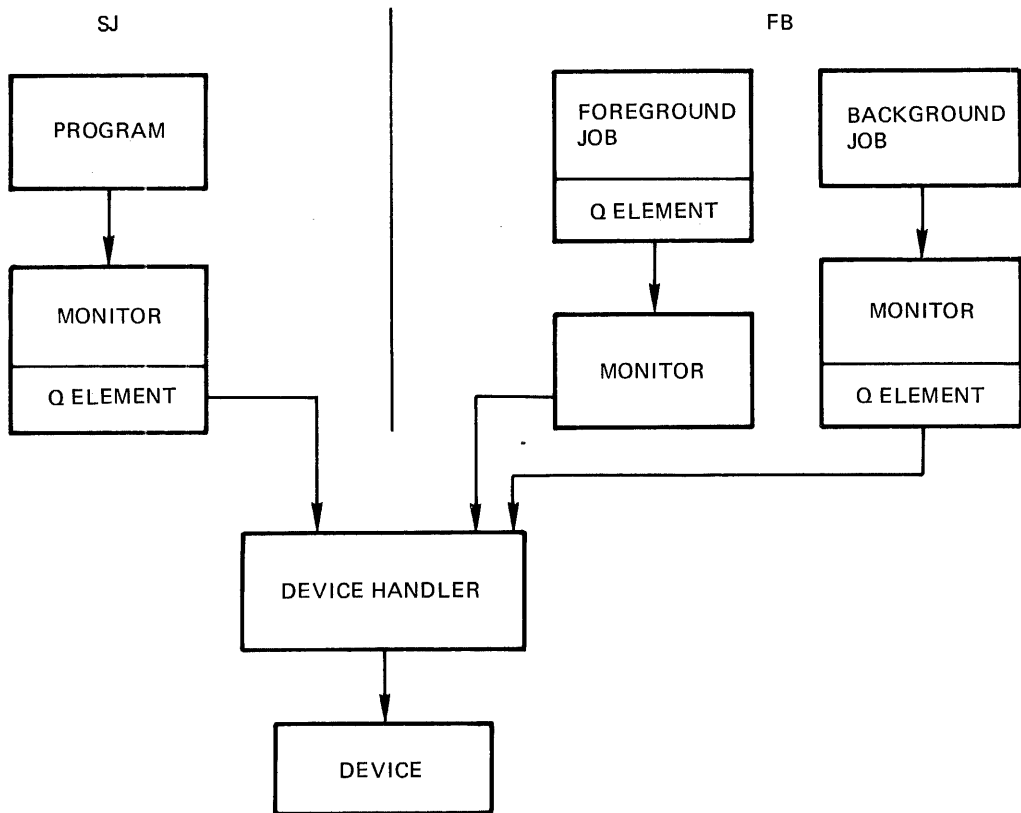 SJ
FB
PROGRAM
FOREGROUND
JOB
Q ELEMENT
BACKGROUND
JOB
MONITOR
Q ELEMENT
MONITOR
MONITOR
Q ELEMENT
DEVICE HANDLER
DEVICE